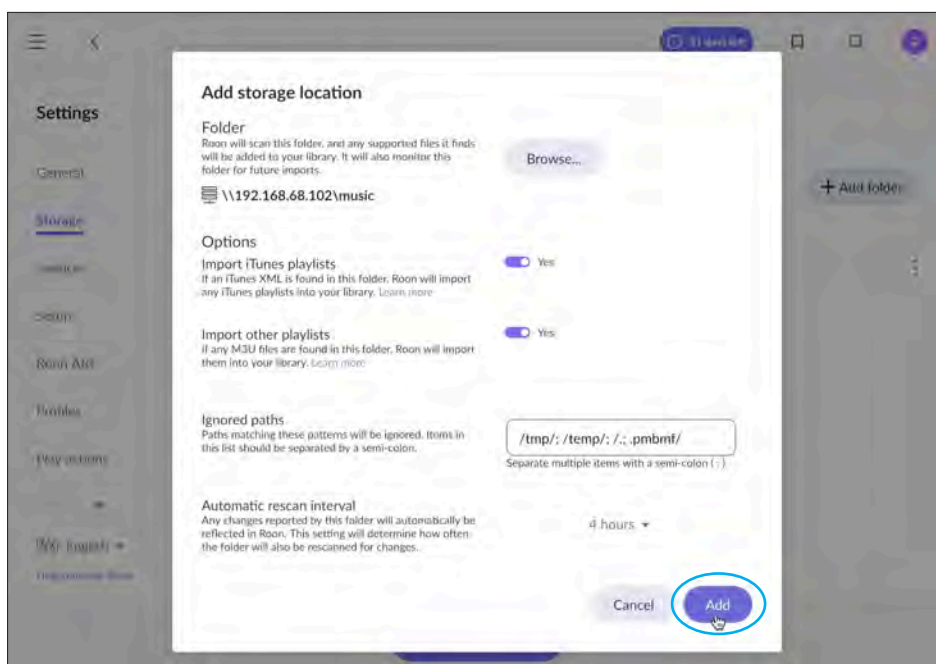 Add storage location
Settings
Folder
Roon will scan this folder, and any supported files it finds
will be added to your library. It will also monitor this
folder for future imports.
Browse...
General
+ Add folder
\\192.168.68.102\music
Storage
Options
Import iTunes playlists
Yes
If an iTunes XML is found in this folder, Roon will import
any iTunes playlists into your library. Learn more
Import other playlists
Yes
If any M3U files are found in this folder, Roon will import
them into your library. Learn more
Roon ARC
Profiles
Ignored paths
Paths matching these patterns will be ignored. Items in
this list should be separated by a semi-colon.
/tmp/; /temp/; /.; .pmbmf/
Separate multiple items with a semi-colon ( ; )
Play actions
Automatic rescan interval
Any changes reported by this folder will automatically be
reflected in Roon. This setting will determine how often
the folder will also be rescanned for changes.
4 hours
English
Cancel
Add